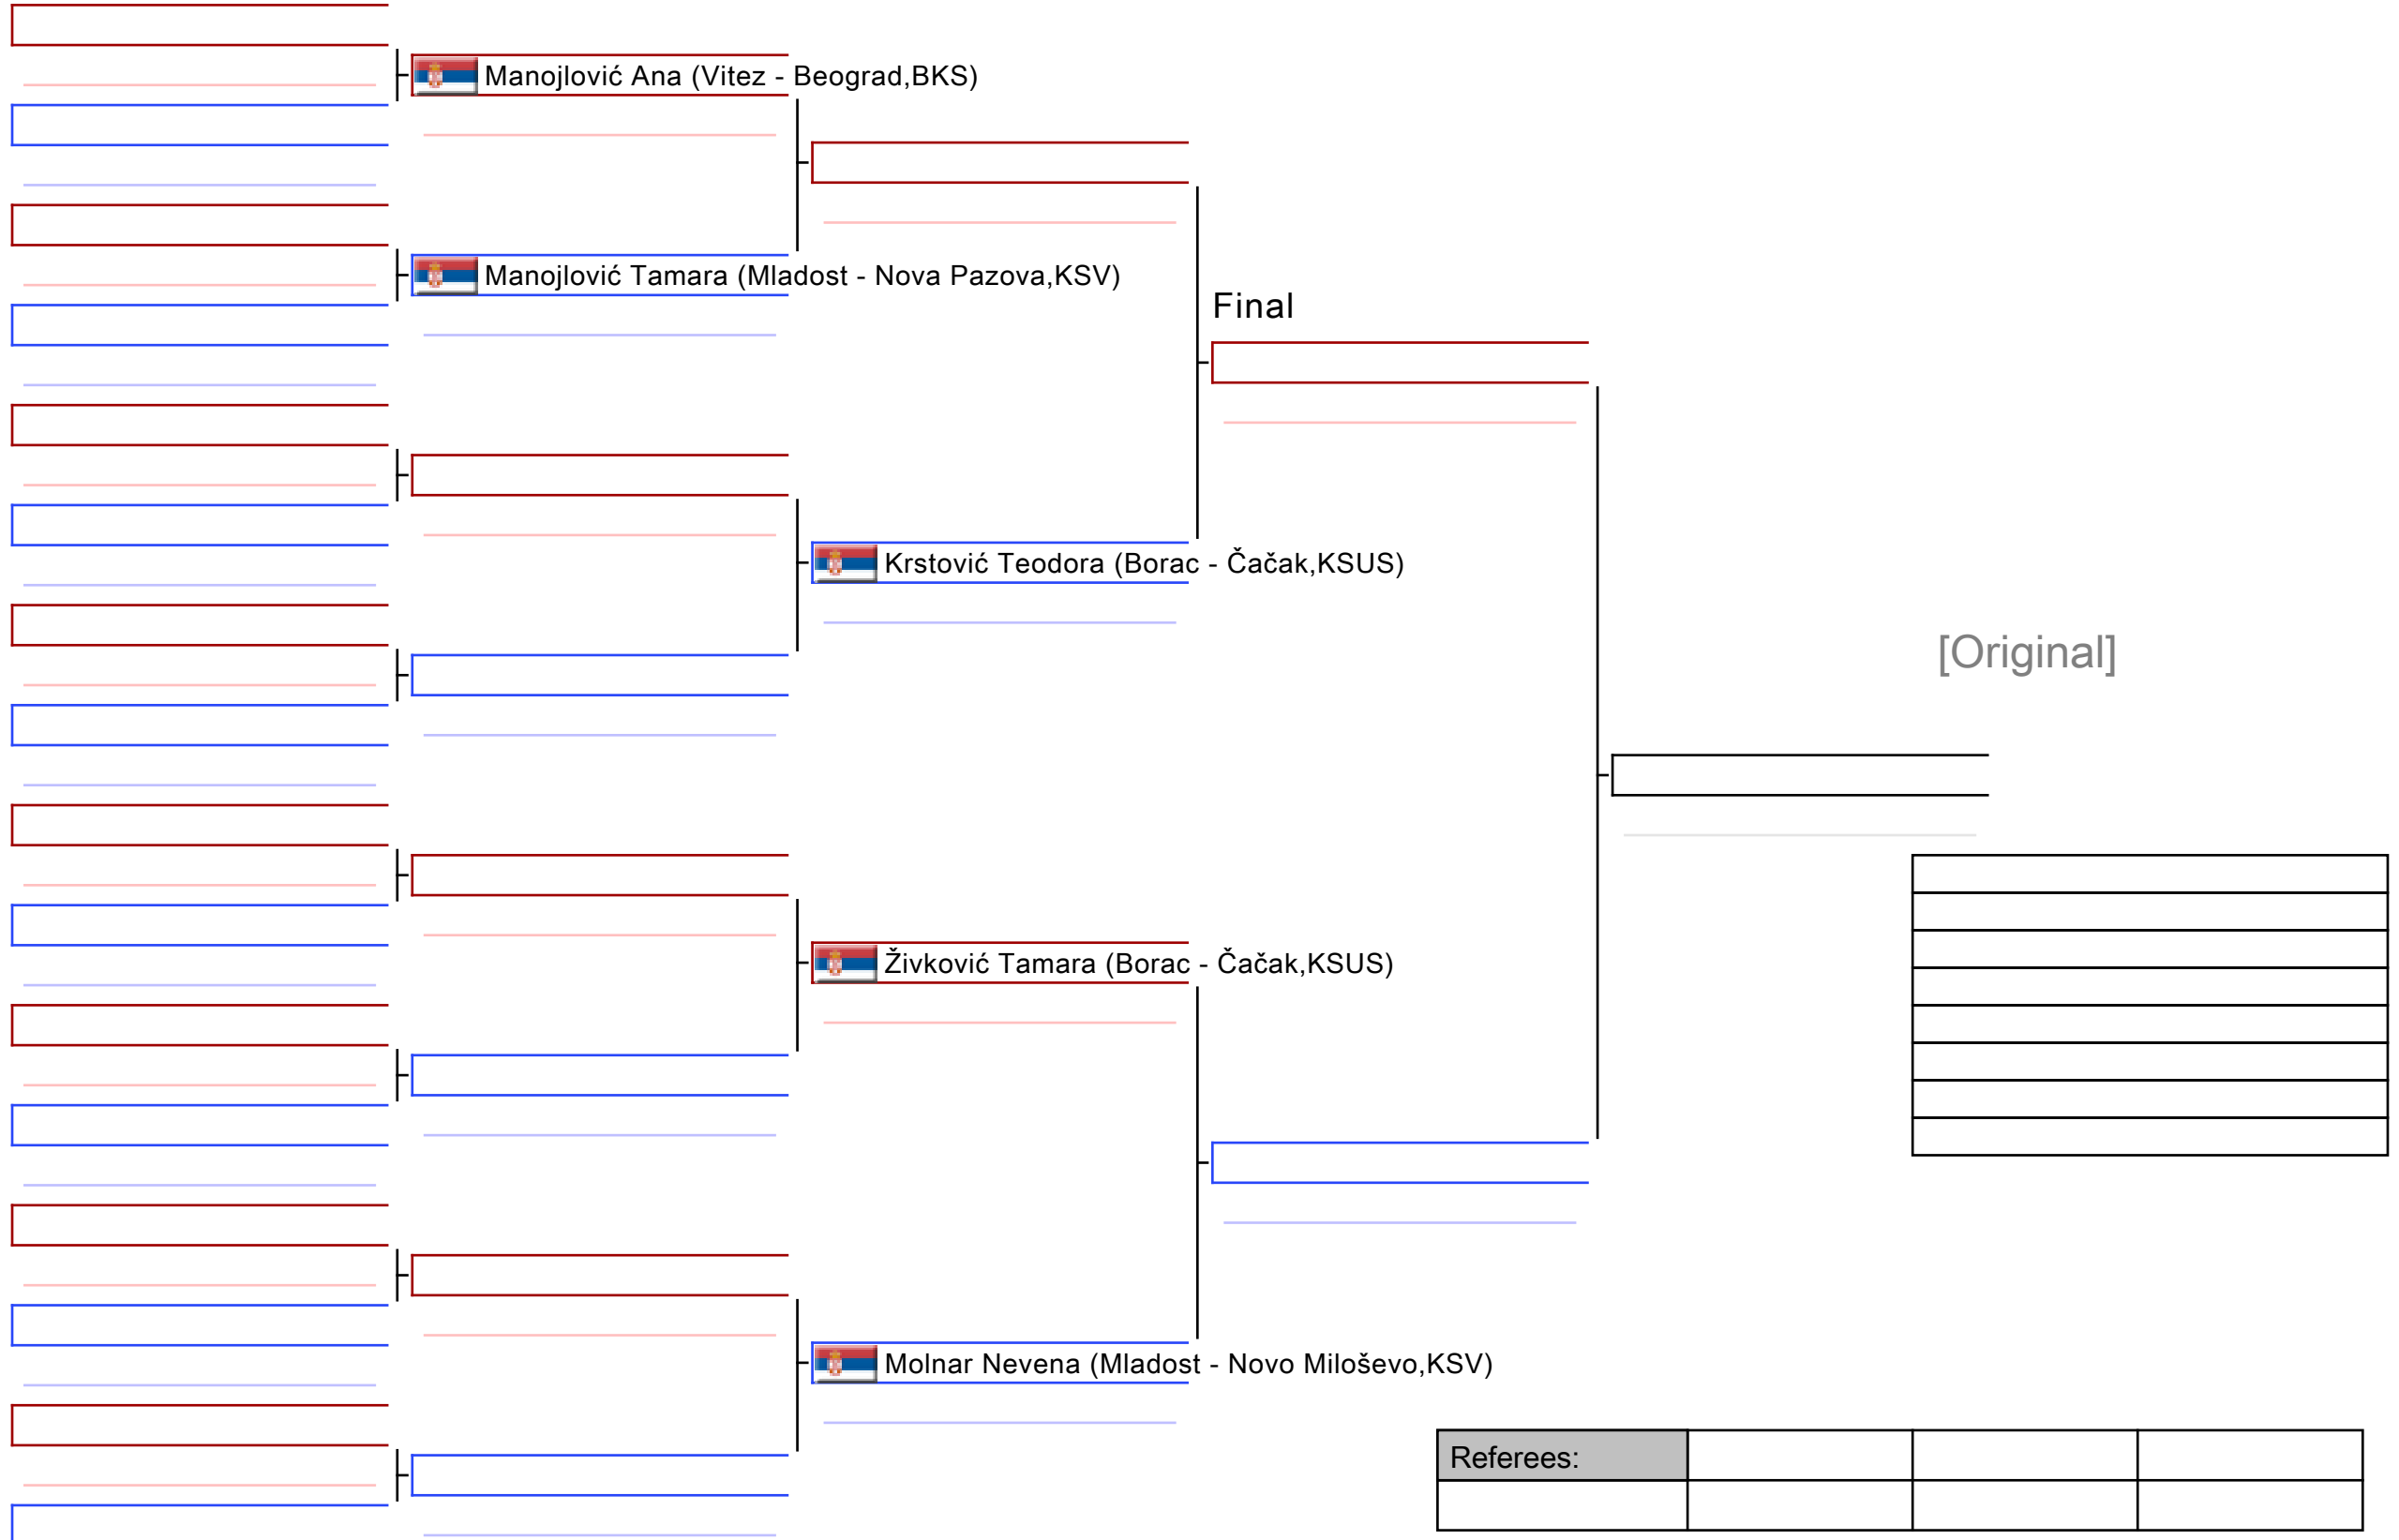 Manojlović Ana (Vitez - Beograd,BKS)
Manojlović Tamara (Mladost - Nova Pazova,KSV)
Final
Krstović Teodora (Borac - Čačak,KSUS)
[Original]
Živković Tamara (Borac - Čačak,KSUS)
Molnar Nevena (Mladost - Novo Miloševo,KSV)
Referees: